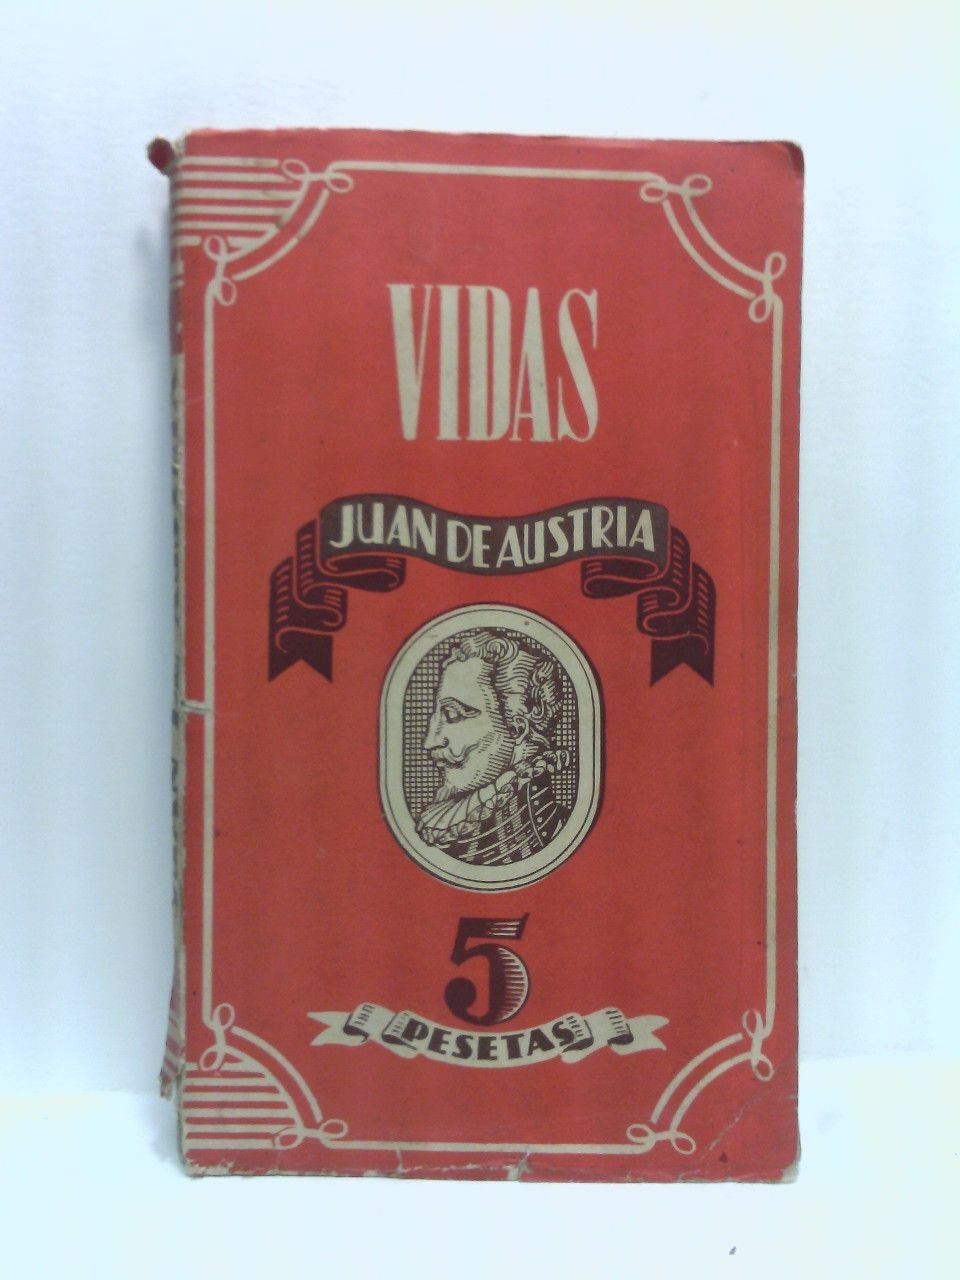 VIDAS
JUAN DE AUSTRIA
5
PESETAS